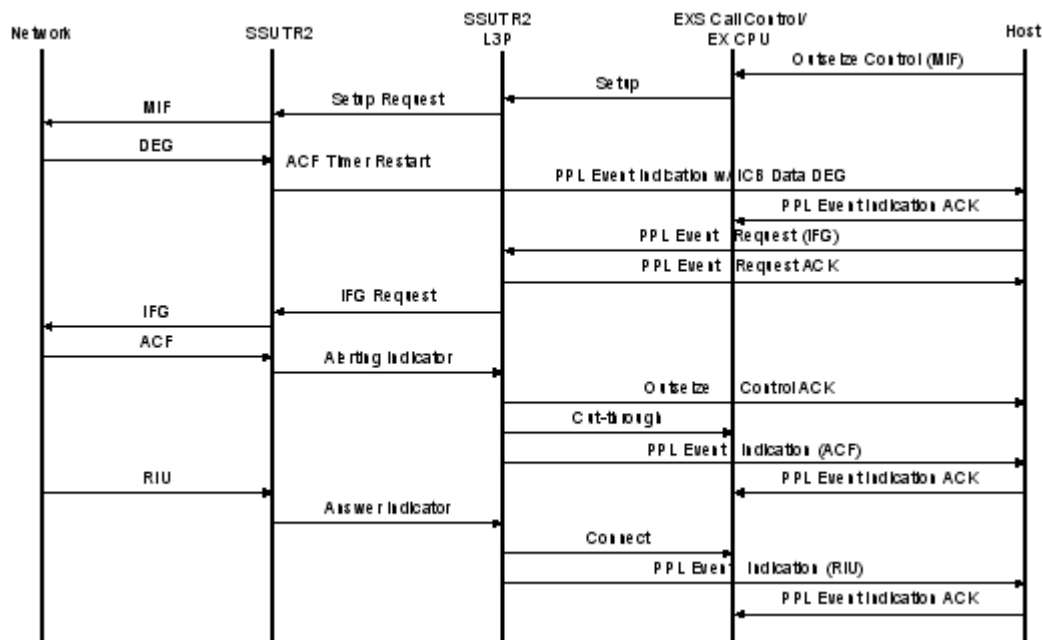 Network
SSUTR2
SSUTR2
L3P
EXS Call Control/
EX CPU
Host
Outseize Control (MIF)
Setup
Setup Request
MIF
DEG
ACF Timer Restart
PPL Event Indication w/ ICB Data DEG
PPL Event Indication ACK
PPL Event Request (IFG)
PPL Event Request ACK
IFG Request
IFG
ACF
Alerting Indicator
Outseize Control ACK
Cut-through
PPL Event Indication (ACF)
RIU
PPL Event Indication ACK
Answer Indicator
Connect
PPL Event Indication (RIU)
PPL Event Indication ACK